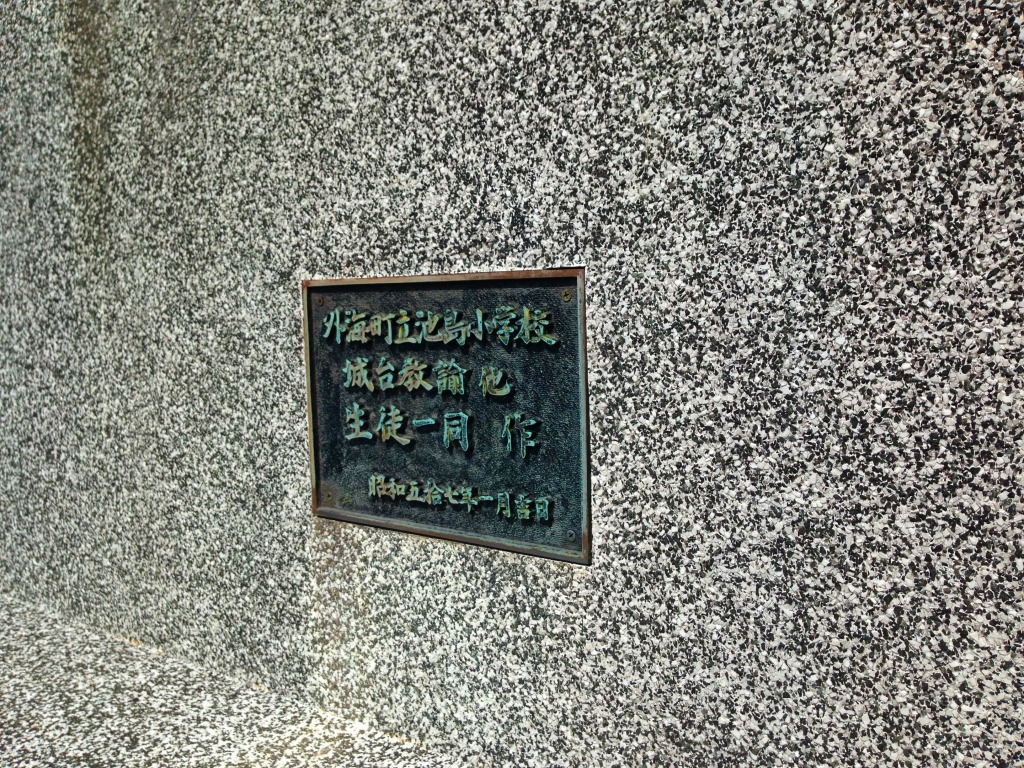 外海町立池島小学校
城台教諭他
生徒一同 作
昭和五拾七年一月吉日